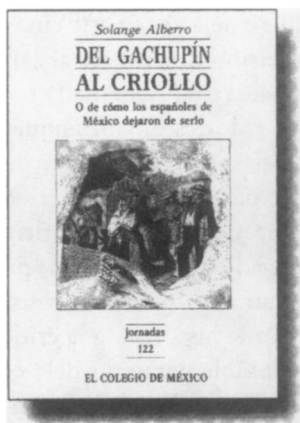 Solange Alberro
DEL GACHUPÍN
AL CRIOLLO
O de cómo los españoles de
México dejaron de serlo
jornadas
122
EL COLEGIO DE MÉXICO